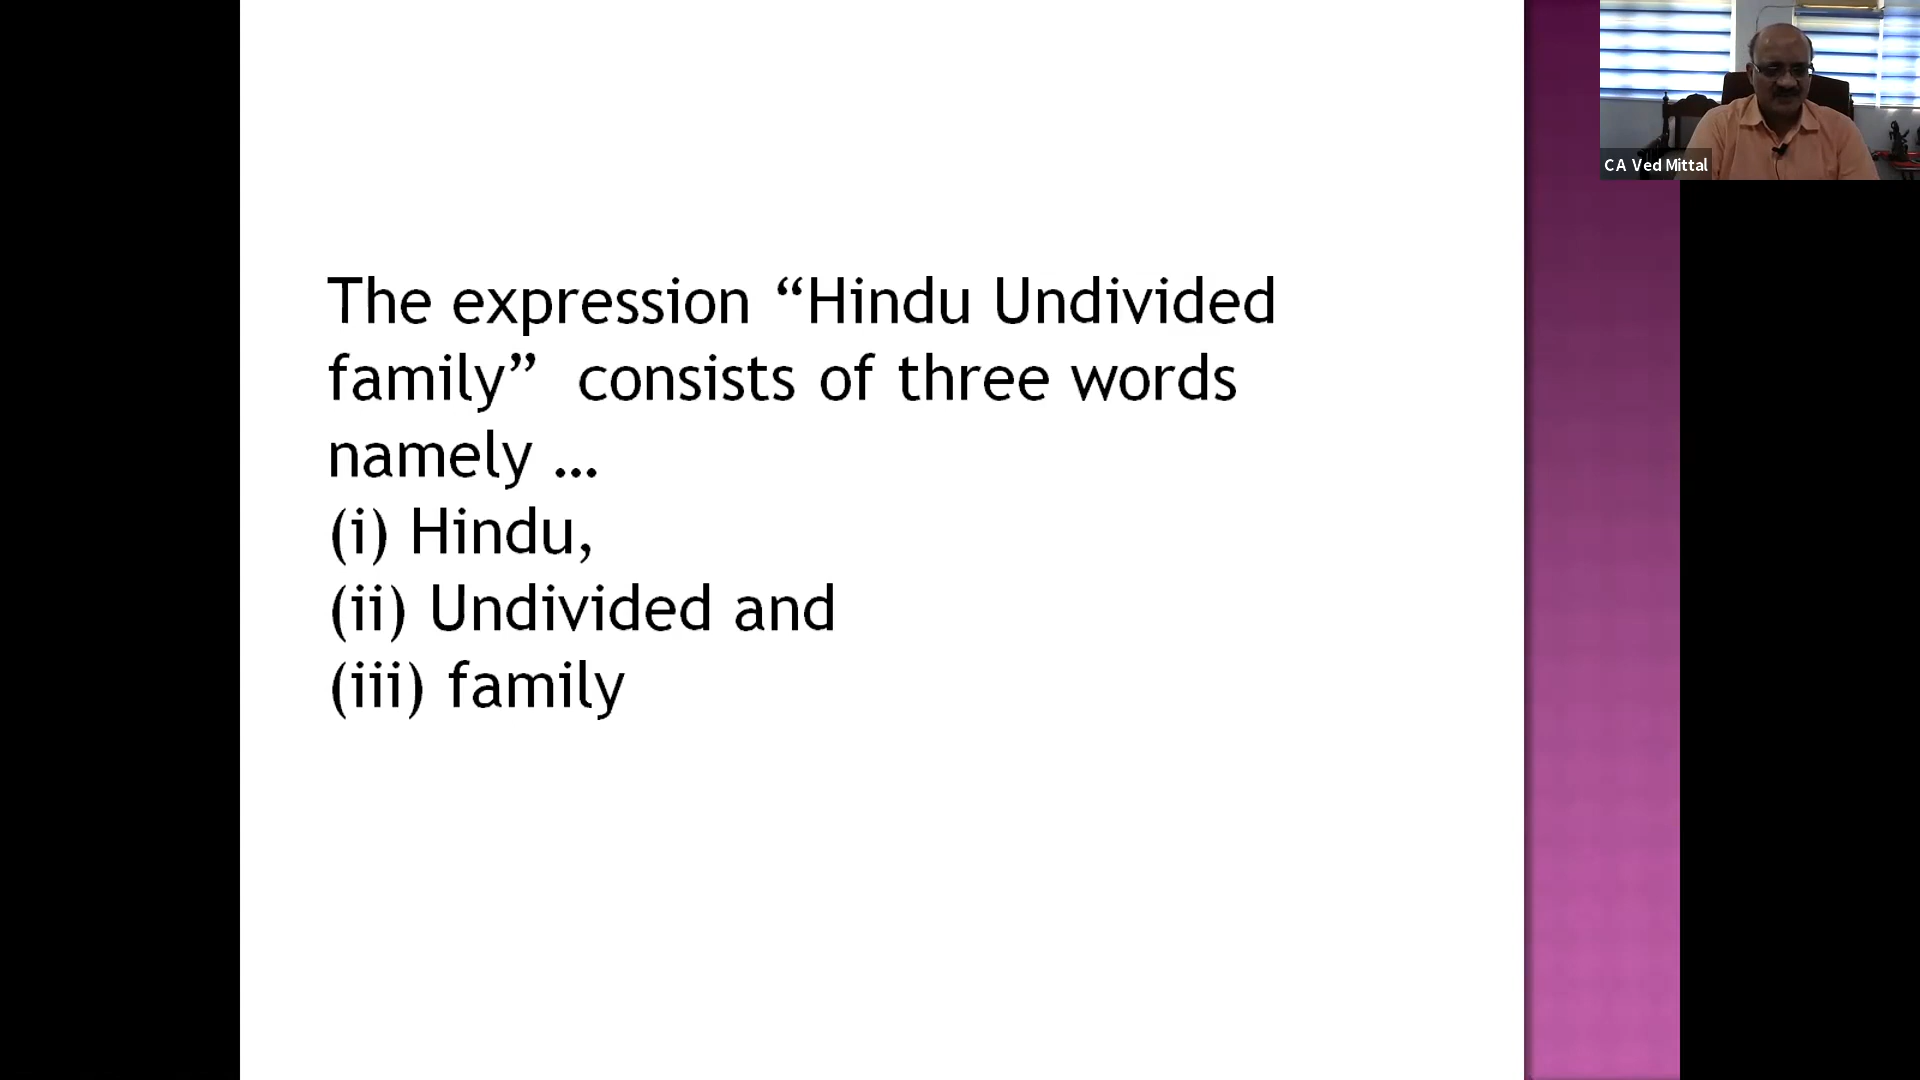 The expression “Hindu Undivided
family”  consists of three words
namely …
(i) Hindu,
(ii) Undivided and
(iii) family
CA Ved Mittal